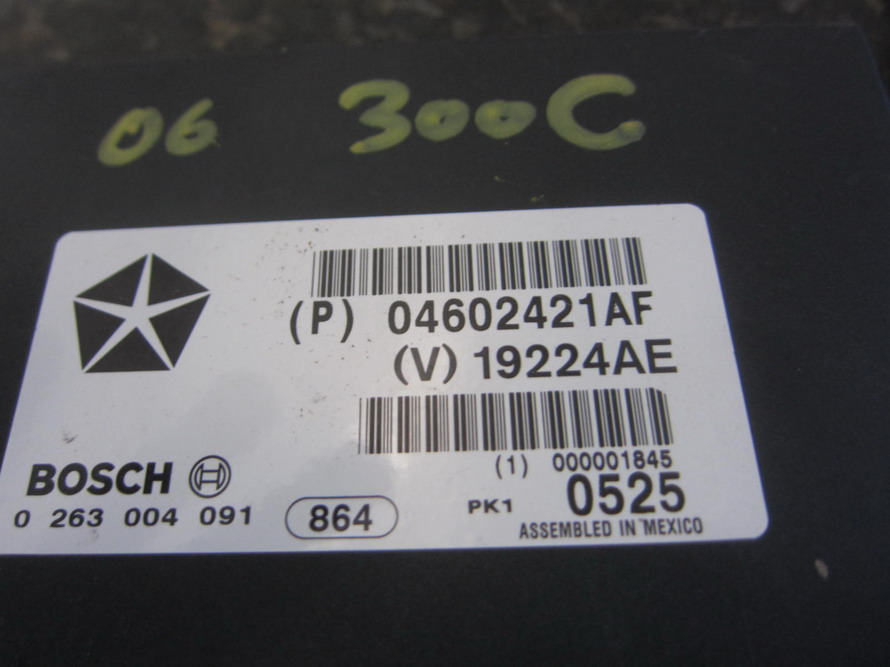 06 300C
(P) 04602421AF
(V) 19224AE
(1) 000001845
BOSCH
PK1 0525
0 263 004 091 864
ASSEMBLED IN MEXICO